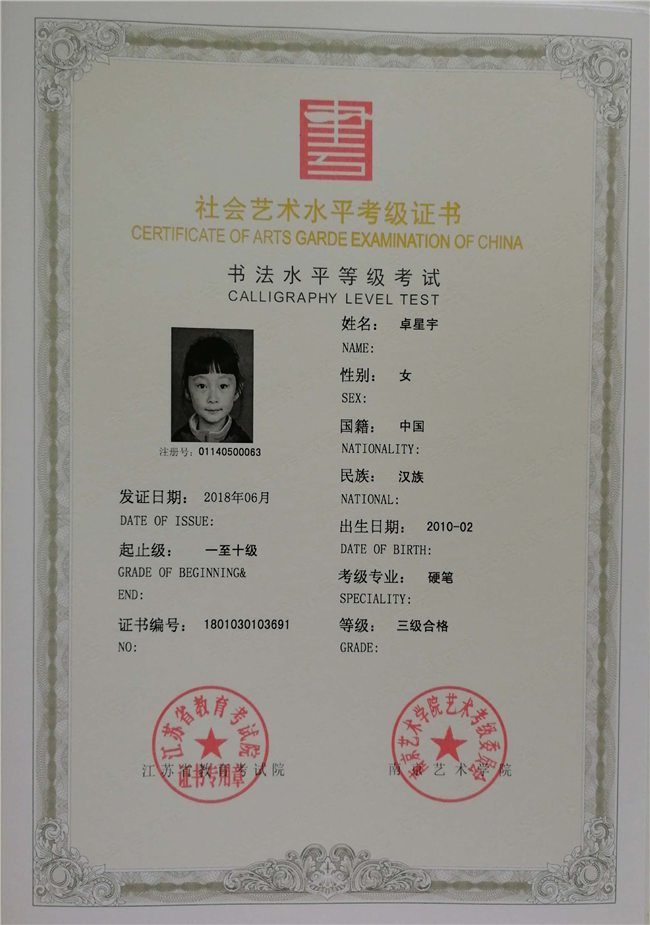 社会艺术水平考级证书
CERTIFICATE OF ARTS GARDE EXAMINATION OF CHINA
书法水平等级考试
CALLIGRAPHY LEVEL TEST
姓名： 卓星宇
NAME:
性别： 女
SEX:
国籍： 中国
NATIONALITY:
民族： 汉族
NATIONAL:
出生日期： 2010-02
DATE OF BIRTH:
考级专业： 硬笔
SPECIALITY:
等级： 三级合格
GRADE:
注册号：01140500063
发证日期： 2018年06月
DATE OF ISSUE:
起止级： 一至十级
GRADE OF BEGINNING&
END:
证书编号： 1801030103691
NO:
江苏省教育考试院
证书专用章
江苏省教育考试院
南京艺术学院艺术考级委员会
南京艺术学院